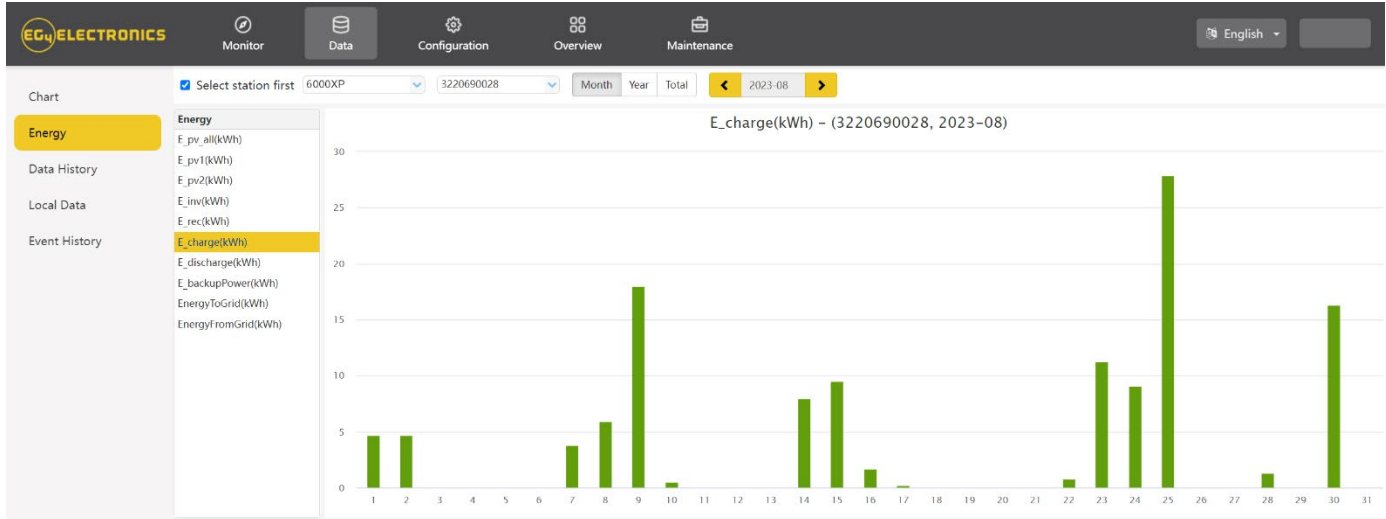 EG4 ELECTRONICS
Monitor
Data
Configuration
Overview
Maintenance
English
Chart
Energy
Data History
Local Data
Event History
Select station first 6000XP 3220690028 Month Year Total 2023-08
Energy
E_pv_all(kWh)
E_pv1(kWh)
E_pv2(kWh)
E_inv(kWh)
E_rec(kWh)
E_charge(kWh)
E_discharge(kWh)
E_backupPower(kWh)
EnergyToGrid(kWh)
EnergyFromGrid(kWh)
E_charge(kWh) – (3220690028, 2023–08)
30
25
20
15
10
5
0
1 2 3 4 5 6 7 8 9 10 11 12 13 14 15 16 17 18 19 20 21 22 23 24 25 26 27 28 29 30 31